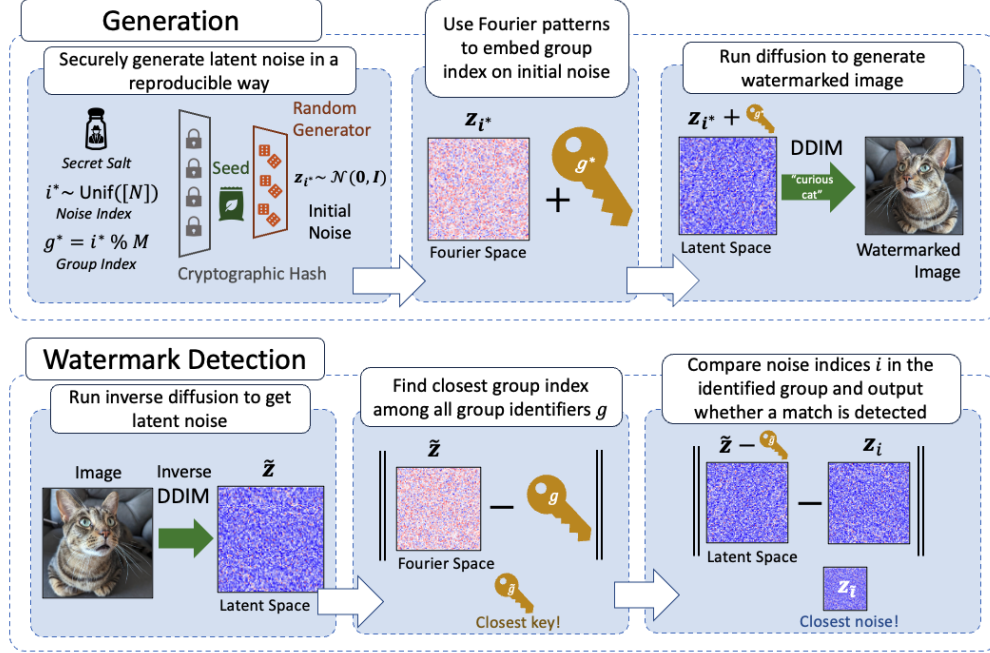 Generation
Securely generate latent noise in a
reproducible way
Secret Salt
i* ~ Unif([N])
Noise Index
g* = i* % M
Group Index
Seed
Cryptographic Hash
Random
Generator
z_{i*} ~ 𝒩(0, I)
Initial
Noise
Use Fourier patterns
to embed group
index on initial noise
z_{i*}
+
g*
Fourier Space
Run diffusion to generate
watermarked image
z_{i*} + g*
Latent Space
DDIM
"curious
cat"
Watermarked
Image
Watermark Detection
Run inverse diffusion to get
latent noise
Image
Inverse
DDIM
z̃
Latent Space
Find closest group index
among all group identifiers g
z̃
‖ − g ‖
Fourier Space
g̃
Closest key!
Compare noise indices i in the
identified group and output
whether a match is detected
z̃ − g̃
z_i
‖ − ‖
Latent Space
z_ĩ
Closest noise!